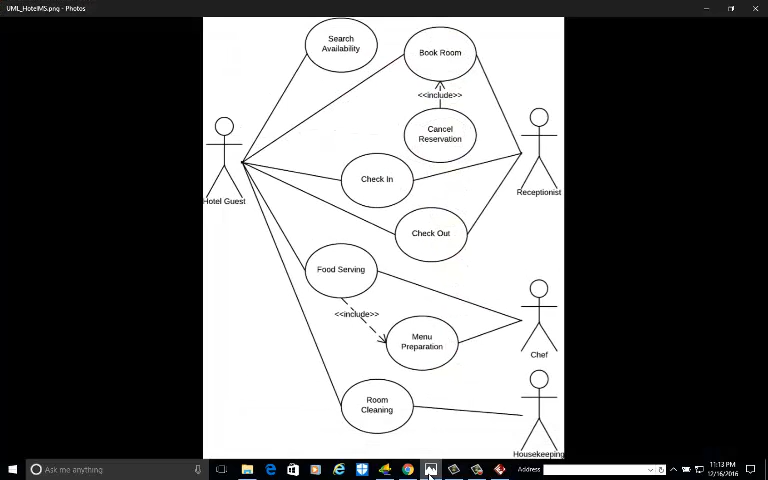 UML_HotelMS.png - Photos
Search
Availability
Book Room
<<include>>
Cancel
Reservation
Check In
Hotel Guest
Receptionist
Check Out
Food Serving
<<include>>
Menu
Preparation
Chef
Room
Cleaning
Housekeeping
Ask me anything
Address
11:13 PM
12/16/2016